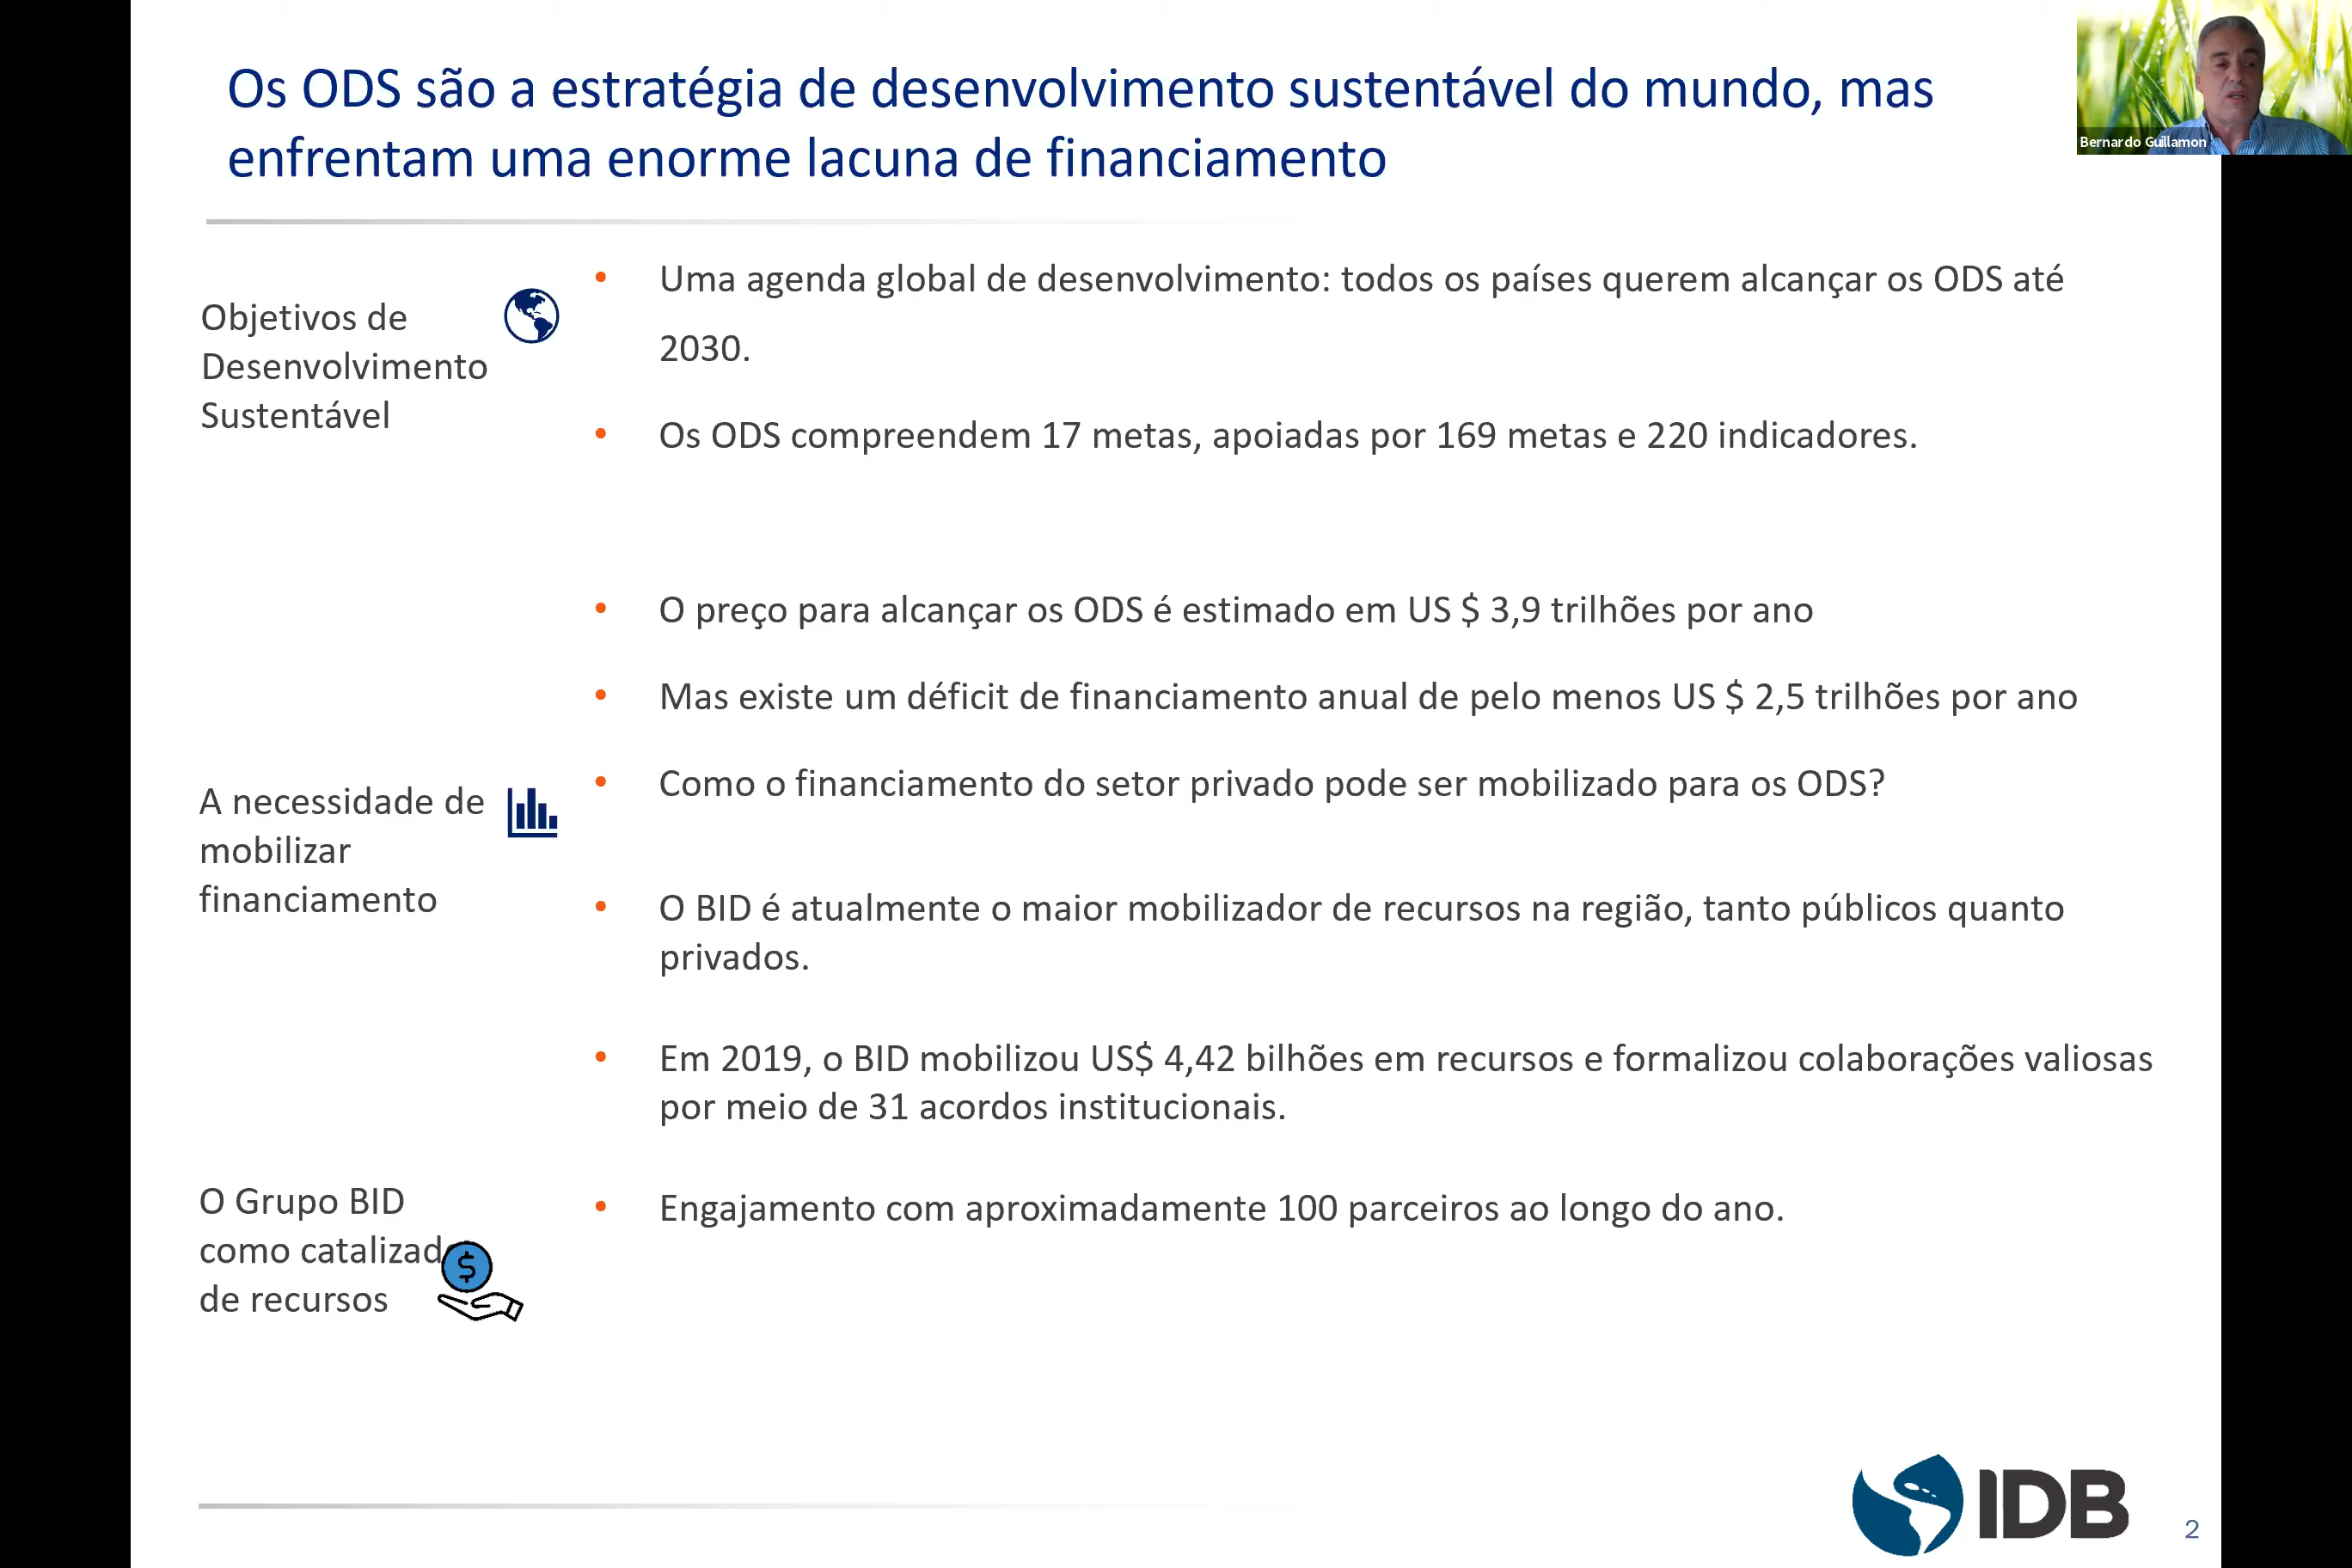 Os ODS são a estratégia de desenvolvimento sustentável do mundo, mas
enfrentam uma enorme lacuna de financiamento
Bernardo Guillamon
Objetivos de
Desenvolvimento
Sustentável
• Uma agenda global de desenvolvimento: todos os países querem alcançar os ODS até
2030.
• Os ODS compreendem 17 metas, apoiadas por 169 metas e 220 indicadores.
A necessidade de
mobilizar
financiamento
• O preço para alcançar os ODS é estimado em US $ 3,9 trilhões por ano
• Mas existe um déficit de financiamento anual de pelo menos US $ 2,5 trilhões por ano
• Como o financiamento do setor privado pode ser mobilizado para os ODS?
O Grupo BID
como catalizad
de recursos
• O BID é atualmente o maior mobilizador de recursos na região, tanto públicos quanto
privados.
• Em 2019, o BID mobilizou US$ 4,42 bilhões em recursos e formalizou colaborações valiosas
por meio de 31 acordos institucionais.
• Engajamento com aproximadamente 100 parceiros ao longo do ano.
$
IDB
2